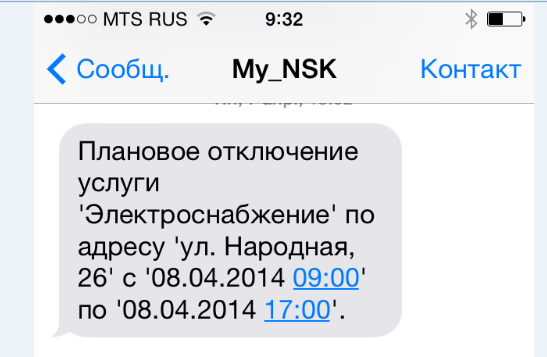 MTS RUS 9:32
Сообщ. My_NSK Контакт
Плановое отключение
услуги
'Электроснабжение' по
адресу 'ул. Народная,
26' с '08.04.2014 09:00'
по '08.04.2014 17:00'.